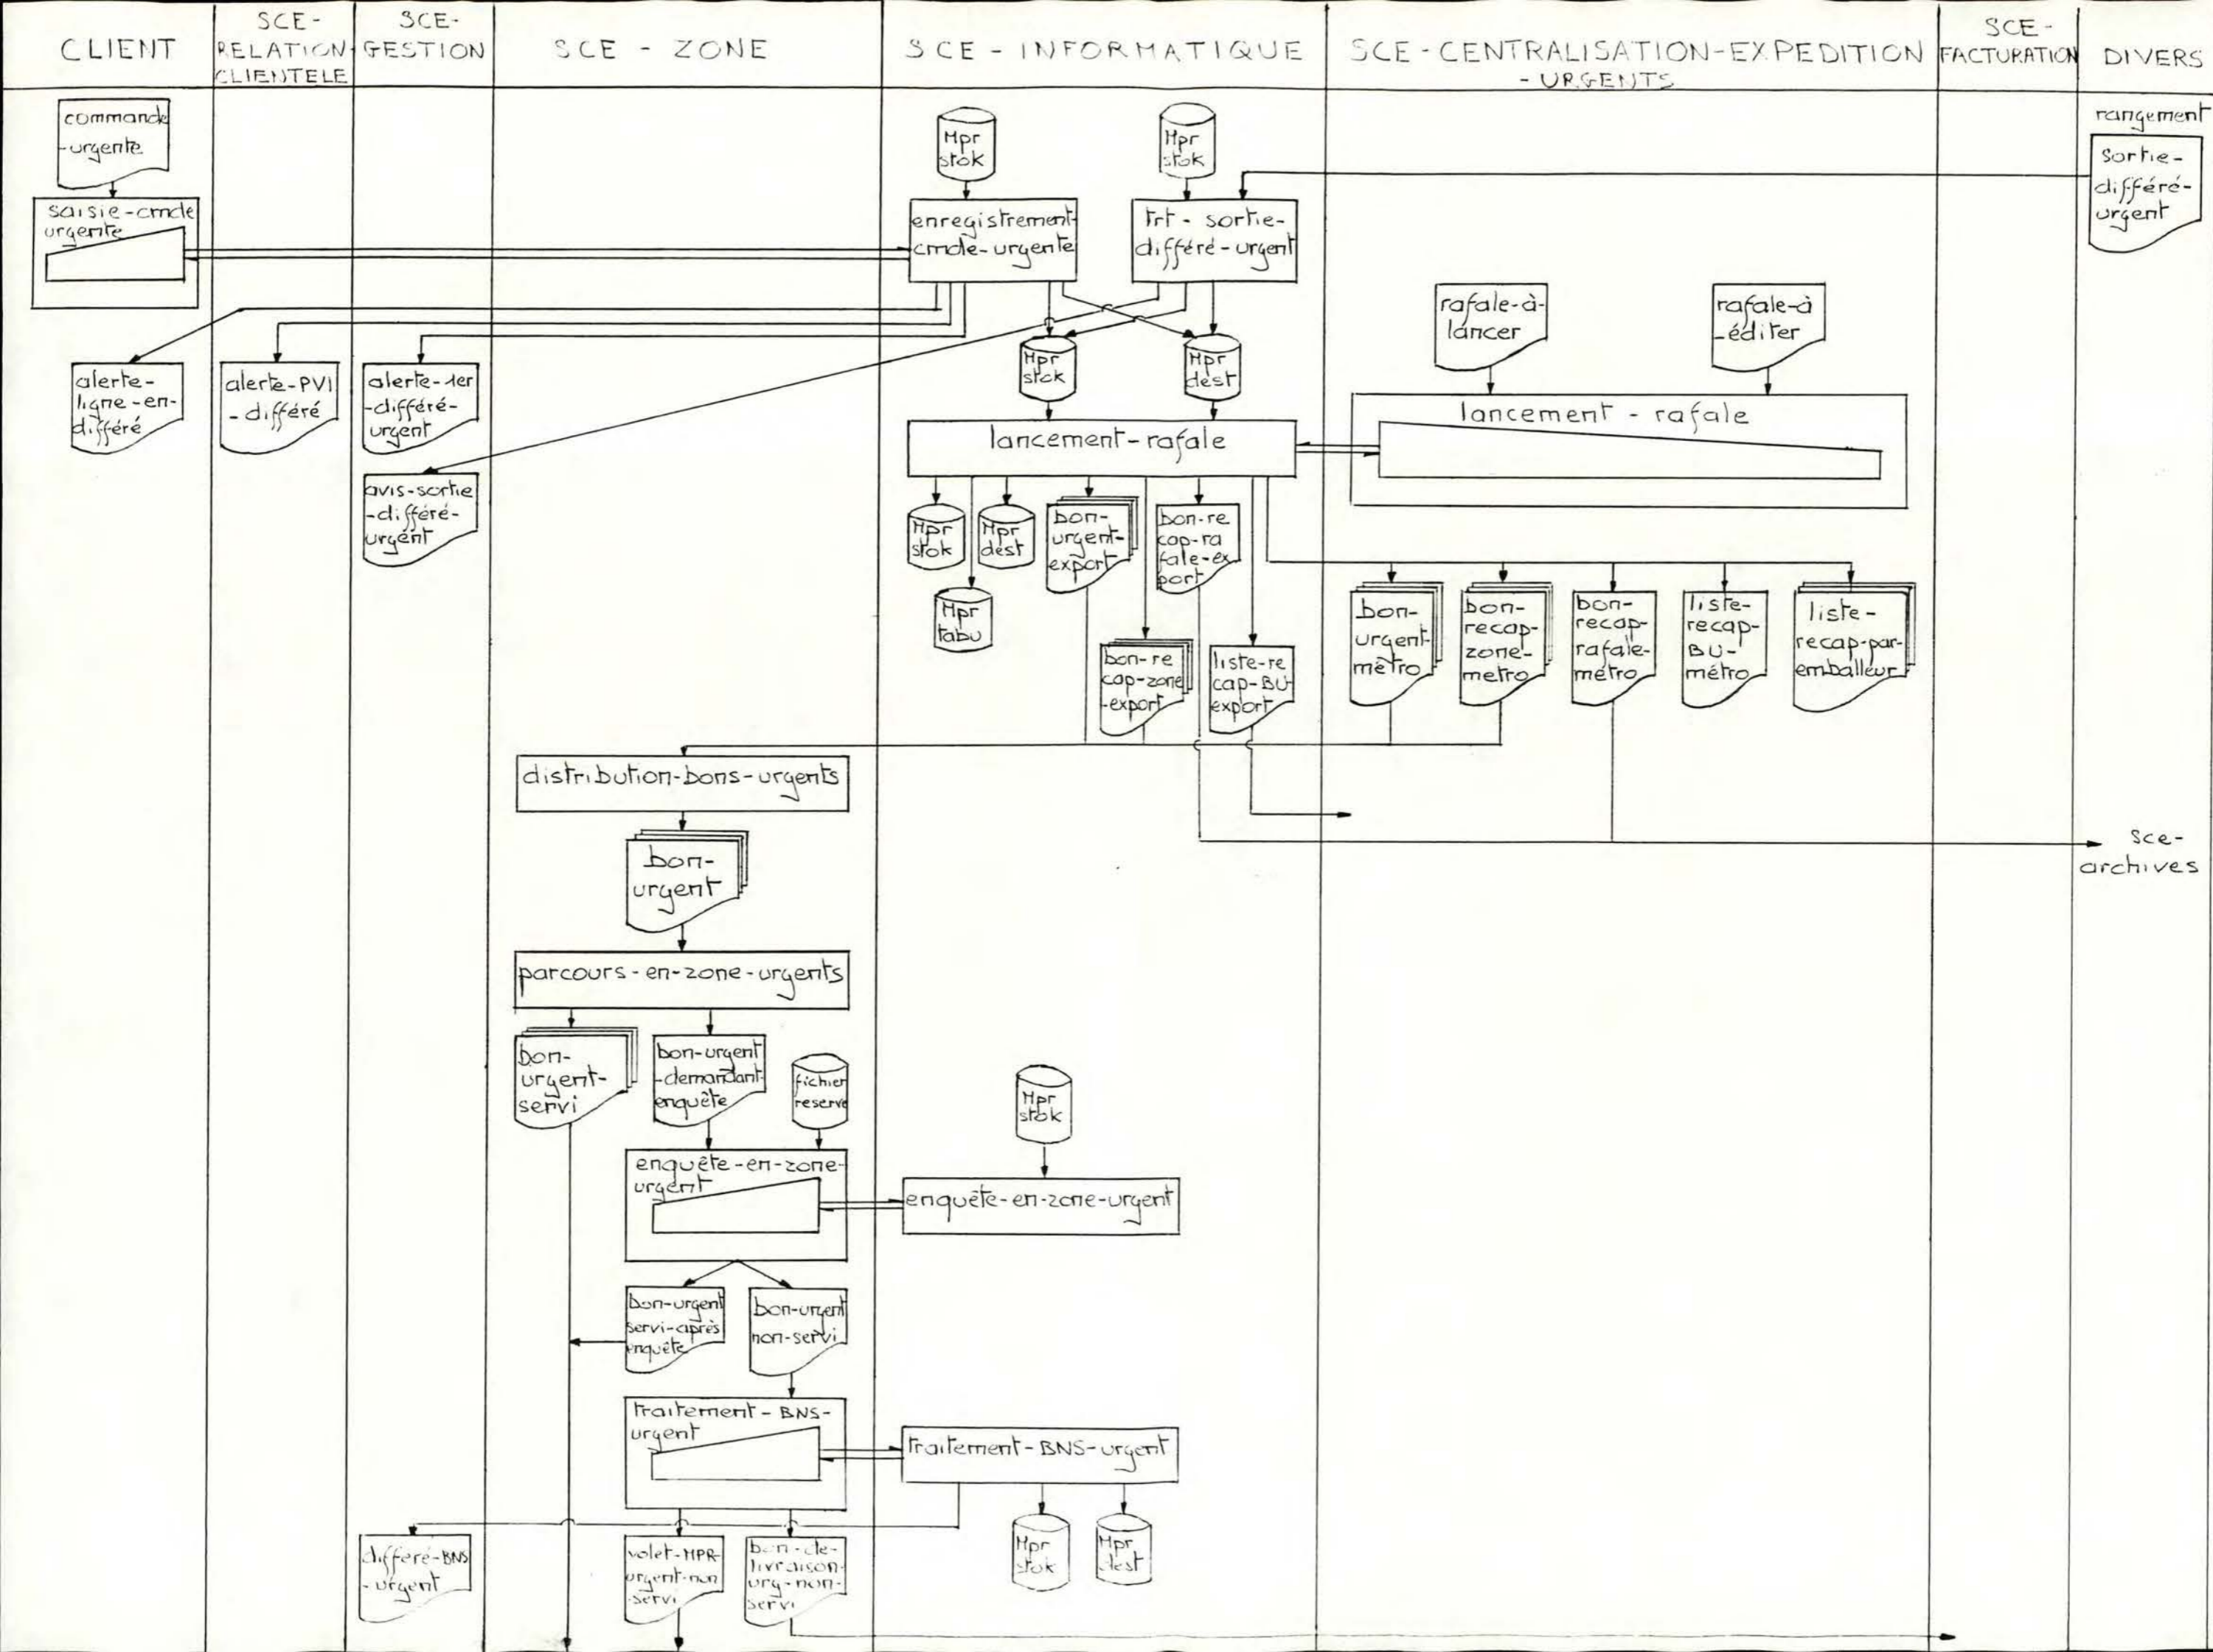 CLIENT
SCE-
RELATION
CLIENTELE
SCE-
GESTION
SCE - ZONE
SCE - INFORMATIQUE
SCE - CENTRALISATION - EXPEDITION
- URGENTS
SCE -
FACTURATION
DIVERS
commande
-urgente
Mpr
stok
Mpr
stok
rangement
sortie-
différé-
urgent
saisie-cmde
urgente
enregistrement-
cmde-urgente
trt - sortie-
différé-urgent
rafale-à-
lancer
rafale-à
-éditer
alerte-
ligne-en-
différé
alerte-PVI
- différé
alerte-1er
-différé-
urgent
Mpr
stok
Mpr
dest
lancement - rafale
lancement-rafale
avis-sortie
-différé-
urgent
Mpr
stok
Mpr
dest
bon-
urgent-
export
bon-re
cap-ra
fale-ex
port
Mpr
tabu
bon-re
cap-zone
-export
liste-re
cap-BU-
export
bon-
urgent-
métro
bon-
recap-
zone-
metro
bon-
recap-
rafale-
métro
liste-
recap-
BU-
métro
liste-
recap-par-
emballeur
distribution-bons-urgents
bon-
urgent
sce-
archives
parcours-en-zone-urgents
bon-
urgent-
servi
bon-urgent
-demandant-
enquête
fichier
reserve
Mpr
stok
enquête-en-zone-
urgent
enquête-en-zone-urgent
bon-urgent
servi-après
enquête
bon-urgent
non-servi
traitement-BNS-
urgent
traitement-BNS-urgent
différé-BNS
-urgent
volet-MPR-
urgent-non
-servi
bon-de-
livraison-
urg-non-
servi
Mpr
stok
Mpr
dest